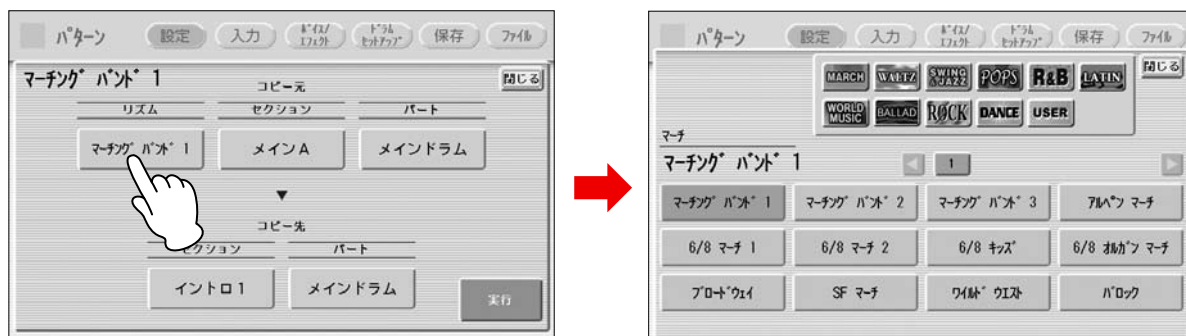 パターン 設定 入力 ボイス/エフェクト ドラムセットアップ 保存 ファイル
マーチング バンド 1 閉じる
コピー元
リズム セクション パート
マーチング バンド 1 メインA メインドラム
▼
コピー先
セクション パート
イントロ1 メインドラム 実行
パターン 設定 入力 ボイス/エフェクト ドラムセットアップ 保存 ファイル
MARCH WALTZ SWING &JAZZ POPS R&B LATIN 閉じる
WORLD MUSIC BALLAD ROCK DANCE USER
マーチ
マーチング バンド 1 1
マーチング バンド 1 マーチング バンド 2 マーチング バンド 3 アルペン マーチ
6/8 マーチ 1 6/8 マーチ 2 6/8 キッズ 6/8 オルガン マーチ
ブロードウェイ SF マーチ ワイルド ウエスト バロック